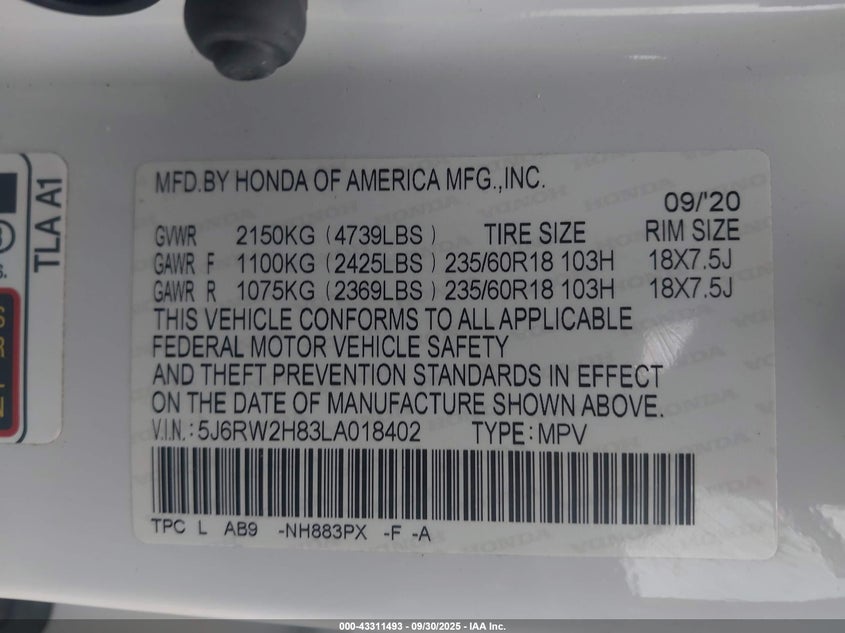 MFD.BY HONDA OF AMERICA MFG.,INC.
09/'20
GVWR 2150KG (4739LBS) TIRE SIZE RIM SIZE
GAWR F 1100KG (2425LBS) 235/60R18 103H 18X7.5J
GAWR R 1075KG (2369LBS) 235/60R18 103H 18X7.5J
THIS VEHICLE CONFORMS TO ALL APPLICABLE
FEDERAL MOTOR VEHICLE SAFETY
AND THEFT PREVENTION STANDARDS IN EFFECT
ON THE DATE OF MANUFACTURE SHOWN ABOVE.
V.I.N.: 5J6RW2H83LA018402 TYPE: MPV
TPC L AB9 -NH883PX -F -A
TLA A1
000-43311493 - 09/30/2025 - IAA Inc.